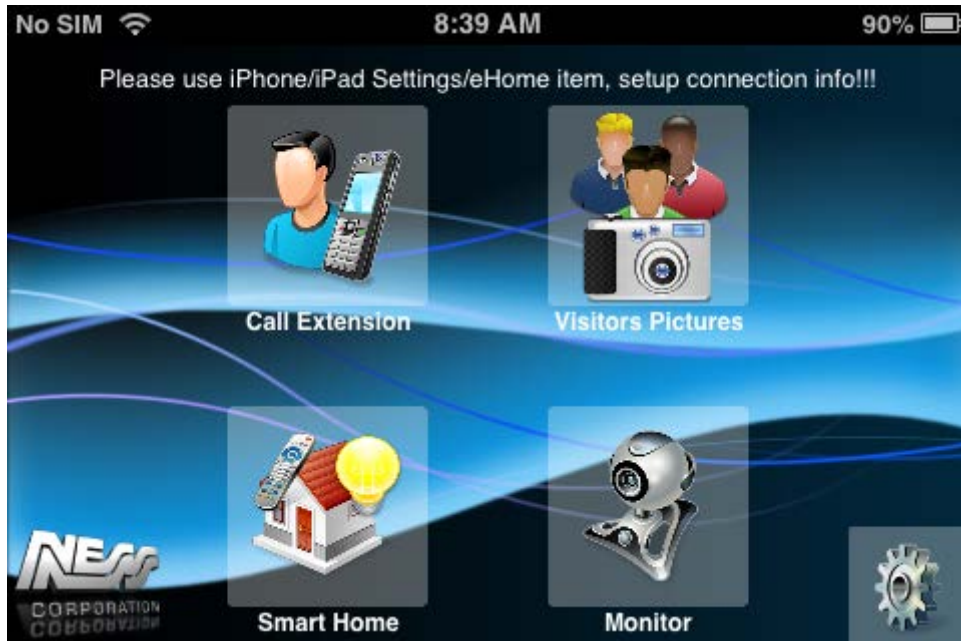 No SIM 8:39 AM 90%
Please use iPhone/iPad Settings/eHome item, setup connection info!!!
Call Extension Visitors Pictures
Smart Home Monitor
NESS
CORPORATION